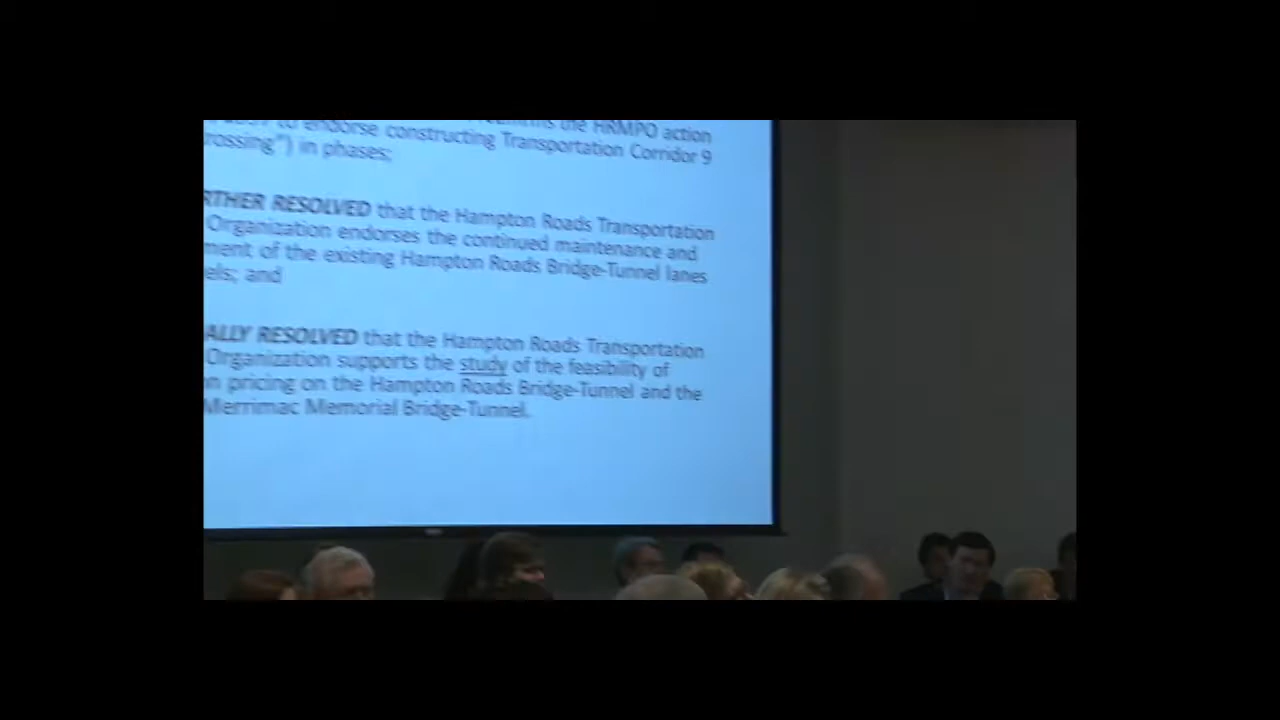 to endorse constructing Transportation Corridor 9
the HRMPO action
rossing") in phases;
RTHER RESOLVED that the Hampton Roads Transportation
Organization endorses the continued maintenance and
ment of the existing Hampton Roads Bridge-Tunnel lanes
els; and
ALLY RESOLVED that the Hampton Roads Transportation
Organization supports the study of the feasibility of
n pricing on the Hampton Roads Bridge-Tunnel and the
Merrimac Memorial Bridge-Tunnel.